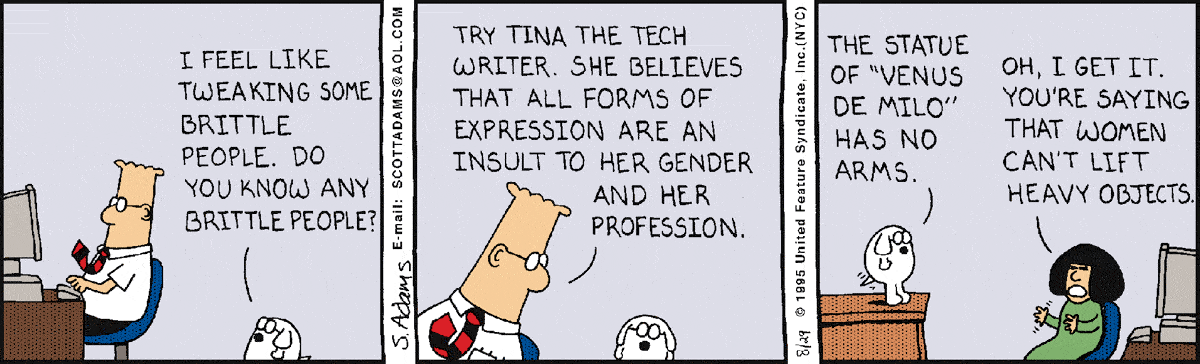 I FEEL LIKE
TWEAKING SOME
BRITTLE
PEOPLE. DO
YOU KNOW ANY
BRITTLE PEOPLE?
S. Adams E-mail: SCOTTADAMS@AOL.COM
TRY TINA THE TECH
WRITER. SHE BELIEVES
THAT ALL FORMS OF
EXPRESSION ARE AN
INSULT TO HER GENDER
AND HER
PROFESSION.
8/29 © 1995 United Feature Syndicate, Inc.(NYC)
THE STATUE
OF "VENUS
DE MILO"
HAS NO
ARMS.
OH, I GET IT.
YOU'RE SAYING
THAT WOMEN
CAN'T LIFT
HEAVY OBJECTS.